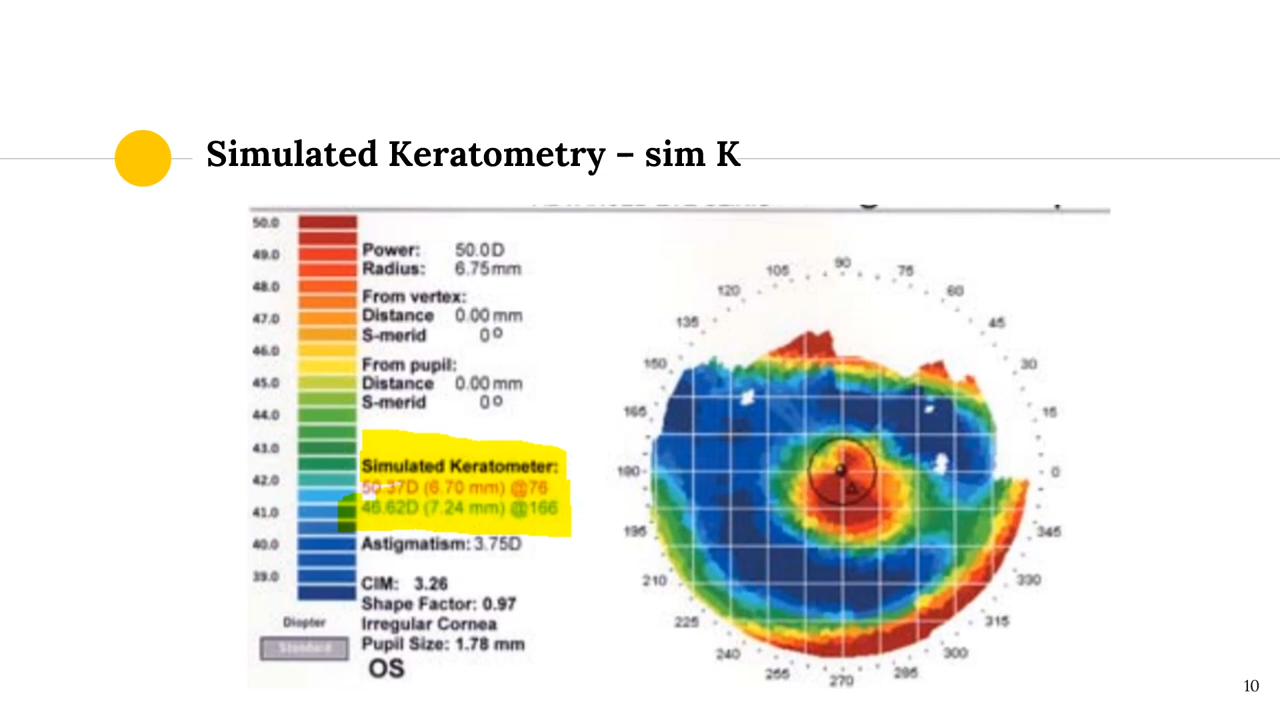 Simulated Keratometry – sim K
50.0
49.0
48.0
47.0
46.0
45.0
44.0
43.0
42.0
41.0
40.0
39.0
Diopter
Standard
Power: 50.0D
Radius: 6.75mm
From vertex:
Distance 0.00mm
S-merid 0º
From pupil:
Distance 0.00mm
S-merid 0º
Simulated Keratometer:
50.37D (6.70 mm) @76
46.62D (7.24 mm) @166
Astigmatism: 3.75D
CIM: 3.26
Shape Factor: 0.97
Irregular Cornea
Pupil Size: 1.78 mm
OS
90
75
60
45
30
15
0
345
330
315
300
285
270
255
240
225
210
195
180
165
150
135
120
105
10